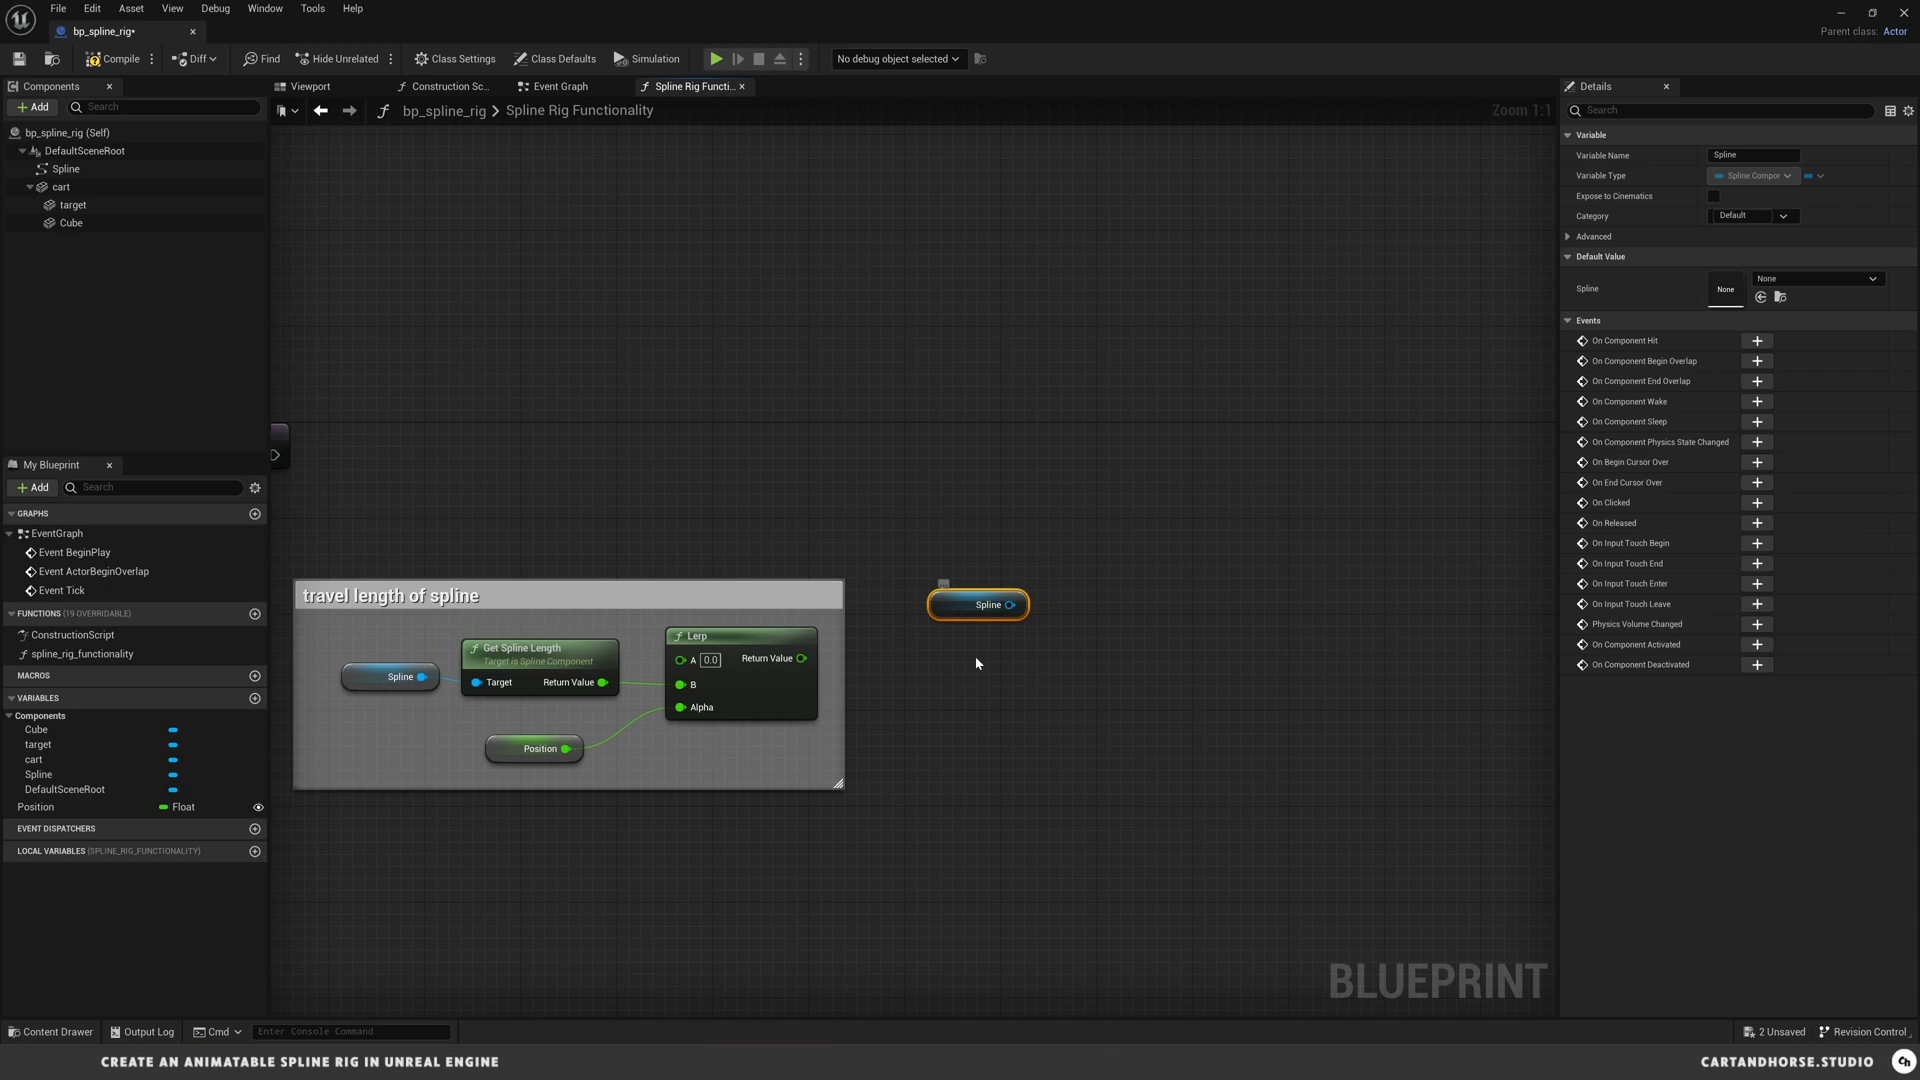 File Edit Asset View Debug Window Tools Help
bp_spline_rig•
Parent class: Actor
Compile Diff Find Hide Unrelated Class Settings Class Defaults Simulation No debug object selected
Components
Viewport Construction Sc... Event Graph Spline Rig Functi...
Details
Add Search
bp_spline_rig > Spline Rig Functionality
Zoom 1:1
Search
bp_spline_rig (Self)
DefaultSceneRoot
Spline
cart
target
Cube
Variable
Variable Name Spline
Variable Type Spline Compor
Expose to Cinematics
Category Default
Advanced
Default Value
Spline None None
Events
On Component Hit
On Component Begin Overlap
On Component End Overlap
On Component Wake
On Component Sleep
On Component Physics State Changed
On Begin Cursor Over
On End Cursor Over
On Clicked
On Released
On Input Touch Begin
On Input Touch End
On Input Touch Enter
On Input Touch Leave
Physics Volume Changed
On Component Activated
On Component Deactivated
My Blueprint
Add Search
GRAPHS
EventGraph
Event BeginPlay
Event ActorBeginOverlap
Event Tick
FUNCTIONS (19 OVERRIDABLE)
ConstructionScript
spline_rig_functionality
MACROS
VARIABLES
Components
Cube
target
cart
Spline
DefaultSceneRoot
Position Float
EVENT DISPATCHERS
LOCAL VARIABLES (SPLINE_RIG_FUNCTIONALITY)
travel length of spline
Spline
Get Spline Length
Target is Spline Component
Target Return Value
Position
Lerp
A 0.0 Return Value
B
Alpha
Spline
BLUEPRINT
Content Drawer Output Log Cmd Enter Console Command
2 Unsaved Revision Control
CREATE AN ANIMATABLE SPLINE RIG IN UNREAL ENGINE
CARTANDHORSE.STUDIO